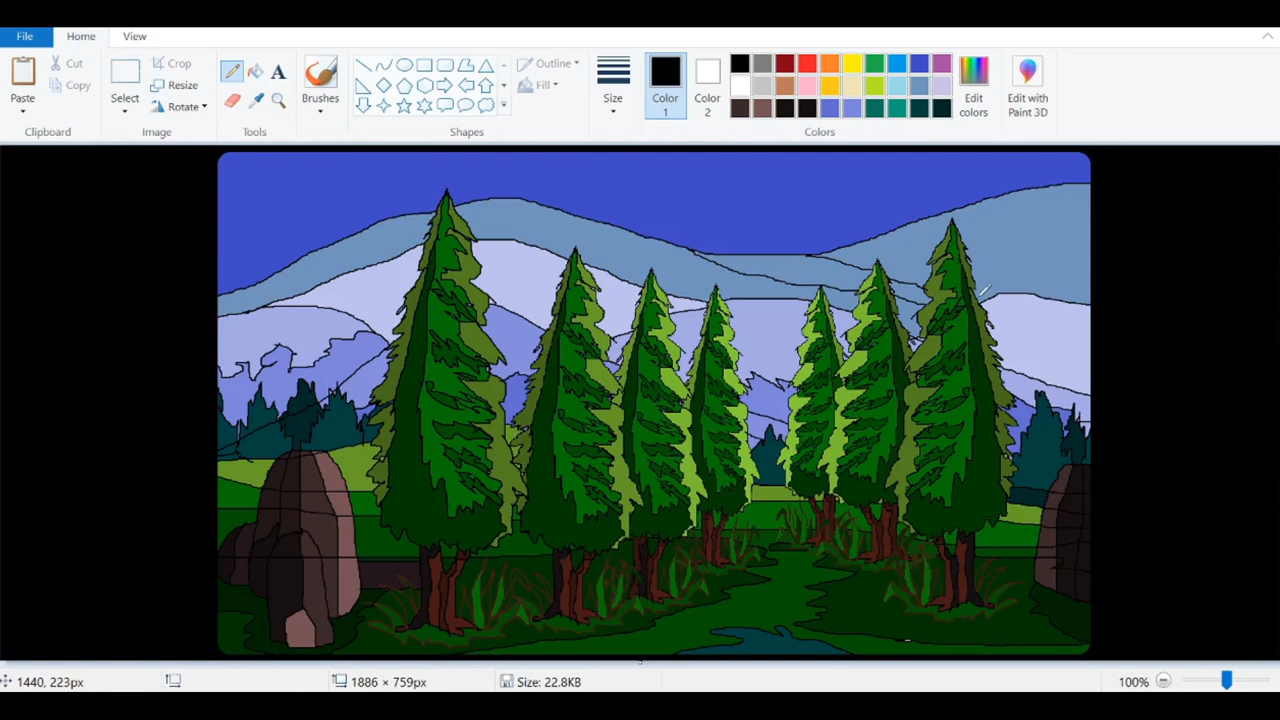 File Home View
Cut
Copy
Paste
Clipboard
Select
Crop
Resize
Rotate
Image
A
Tools
Brushes
Outline
Fill
Shapes
Size
Color 1
Color 2
Edit colors
Colors
Edit with Paint 3D
1440, 223px
1886 × 759px
Size: 22.8KB
100%